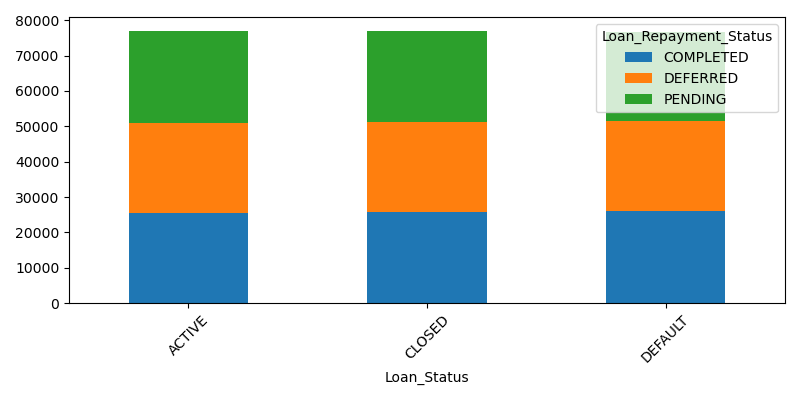 80000
70000
60000
50000
40000
30000
20000
10000
0
Loan_Repayment_Status
COMPLETED
DEFERRED
PENDING
ACTIVE
CLOSED
DEFAULT
Loan_Status